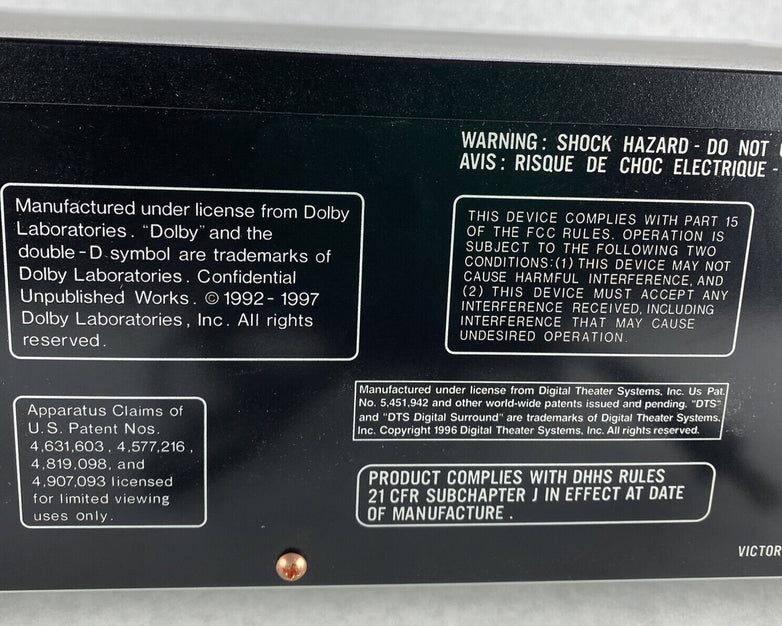 WARNING: SHOCK HAZARD - DO NOT
AVIS: RISQUE DE CHOC ELECTRIQUE -
Manufactured under license from Dolby
Laboratories. "Dolby" and the
double-D symbol are trademarks of
Dolby Laboratories. Confidential
Unpublished Works. © 1992-1997
Dolby Laboratories, Inc. All rights
reserved.
THIS DEVICE COMPLIES WITH PART 15
OF THE FCC RULES. OPERATION IS
SUBJECT TO THE FOLLOWING TWO
CONDITIONS:(1) THIS DEVICE MAY NOT
CAUSE HARMFUL INTERFERENCE, AND
(2) THIS DEVICE MUST ACCEPT ANY
INTERFERENCE RECEIVED, INCLUDING
INTERFERENCE THAT MAY CAUSE
UNDESIRED OPERATION.
Apparatus Claims of
U.S. Patent Nos.
4,631,603, 4,577,216,
4,819,098, and
4,907,093 licensed
for limited viewing
uses only.
Manufactured under license from Digital Theater Systems, Inc. Us Pat.
No. 5,451,942 and other world-wide patents issued and pending. "DTS"
and "DTS Digital Surround" are trademarks of Digital Theater Systems,
Inc. Copyright 1996 Digital Theater Systems, Inc. All rights reserved.
PRODUCT COMPLIES WITH DHHS RULES
21 CFR SUBCHAPTER J IN EFFECT AT DATE
OF MANUFACTURE.
VICTOR